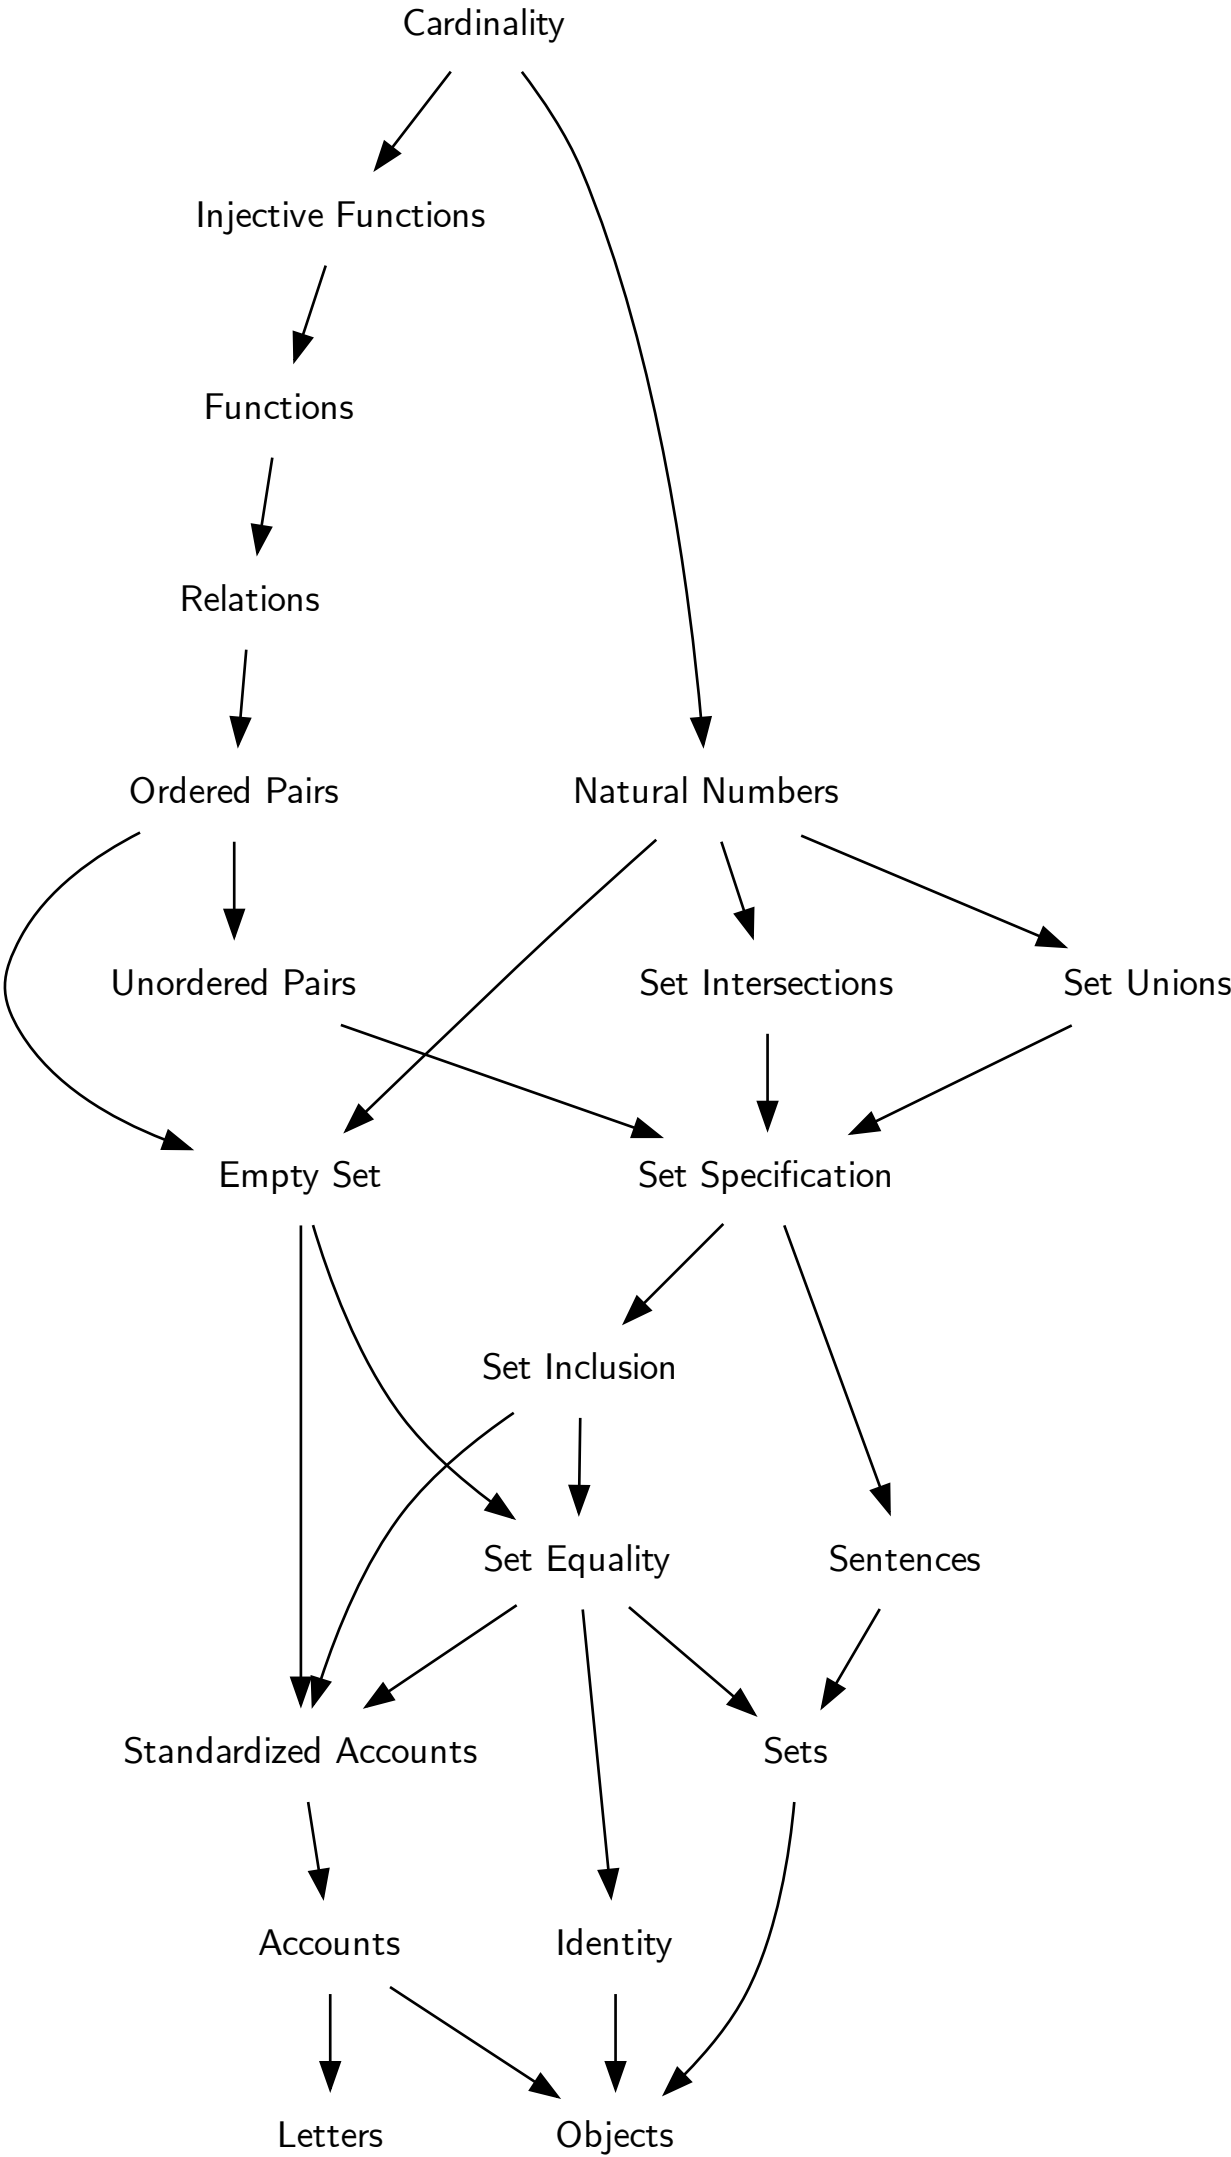 Cardinality
Injective Functions
Functions
Relations
Ordered Pairs
Natural Numbers
Unordered Pairs
Set Intersections
Set Unions
Empty Set
Set Specification
Set Inclusion
Set Equality
Sentences
Standardized Accounts
Sets
Accounts
Identity
Letters
Objects